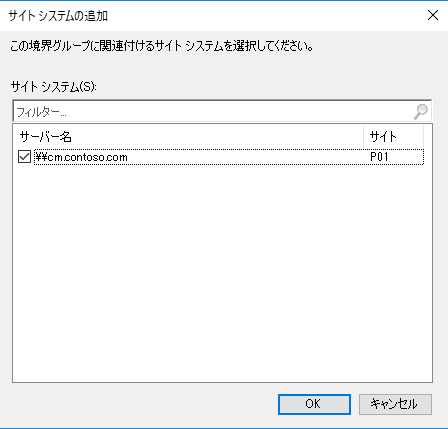 サイト システムの追加
この境界グループに関連付けるサイト システムを選択してください。
サイト システム(S):
フィルター...
サーバー名 サイト
¥¥cm.contoso.com P01
OK キャンセル